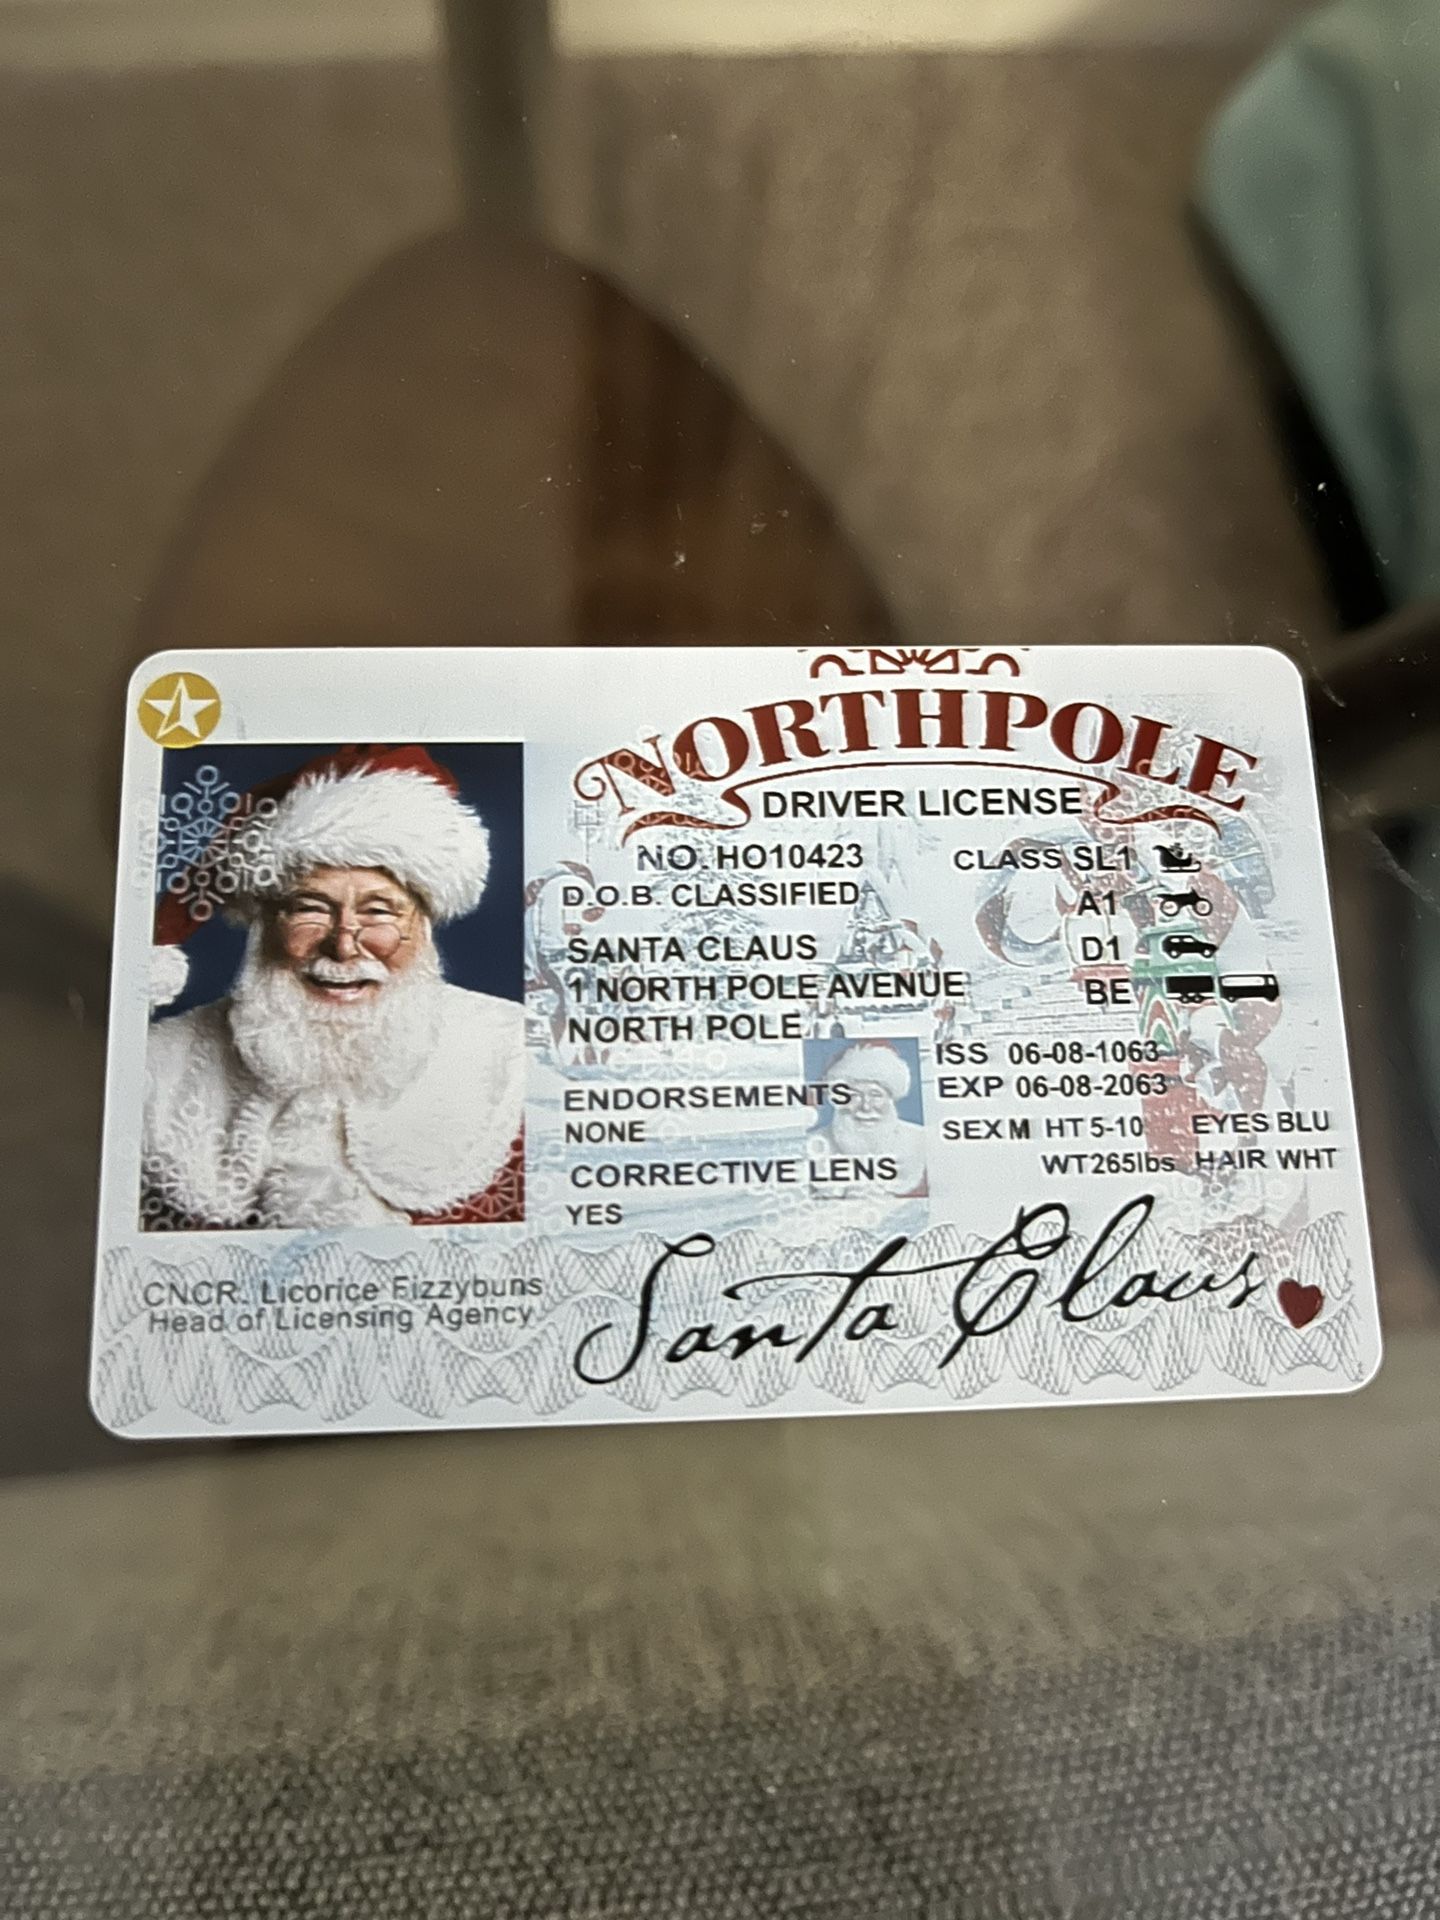 NORTHPOLE
DRIVER LICENSE
NO. HO10423
CLASS SL1
D.O.B. CLASSIFIED
A1
SANTA CLAUS
D1
1 NORTH POLE AVENUE
BE
NORTH POLE
ISS 06-08-1063
EXP 06-08-2063
ENDORSEMENTS
NONE
SEX M HT 5-10 EYES BLU
WT265lbs HAIR WHT
CORRECTIVE LENS
YES
CNCR. Licorice Fizzybuns
Head of Licensing Agency
Santa Claus